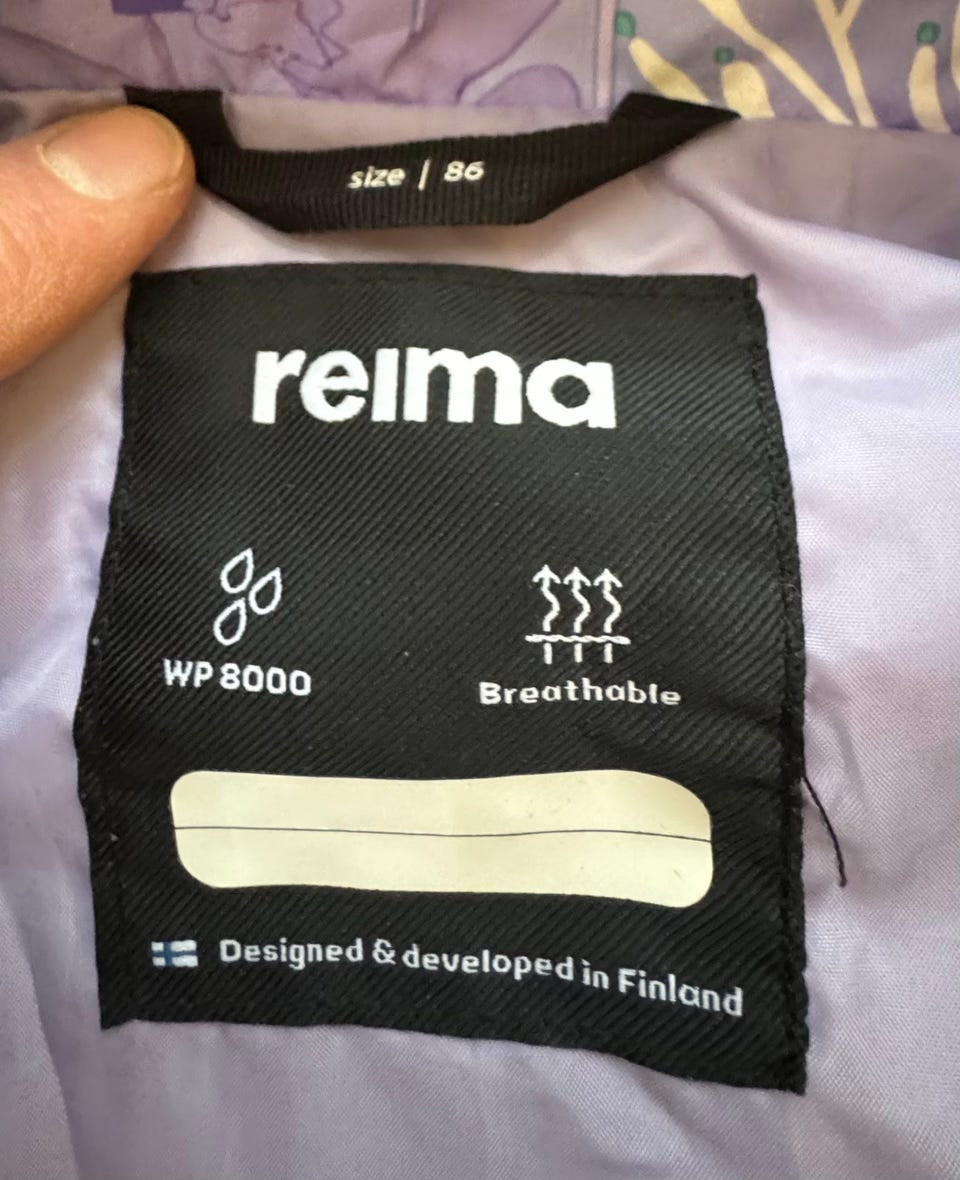 size | 86
reima
WP 8000
Breathable
Designed & developed in Finland